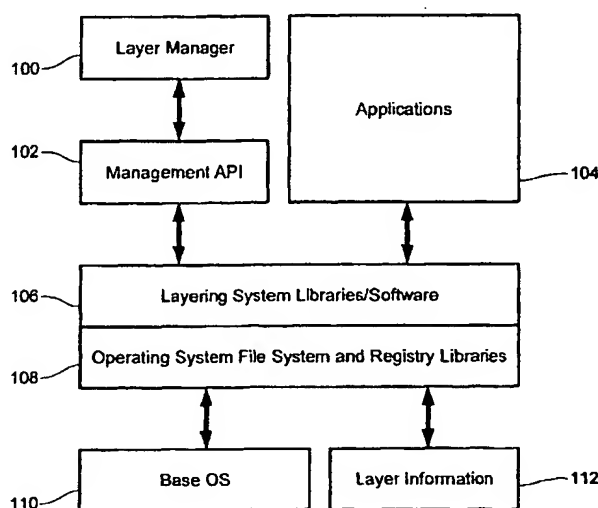 Layer Manager
100
Applications
102
Management API
104
106
Layering System Libraries/Software
108
Operating System File System and Registry Libraries
110
Base OS
Layer Information
112